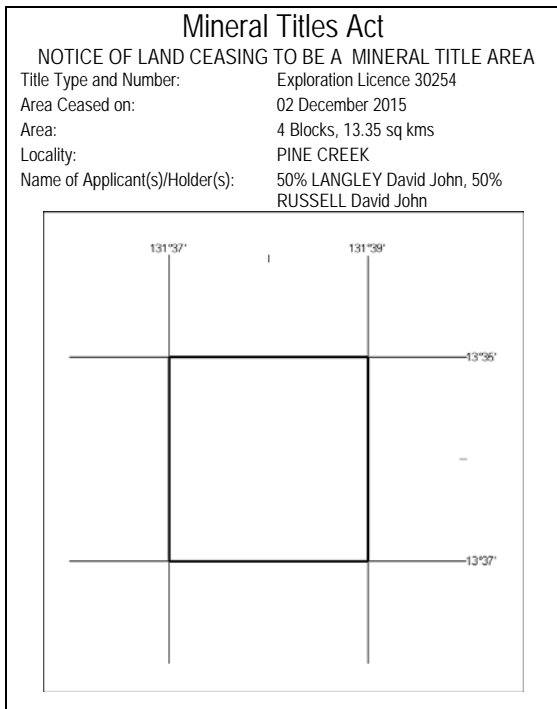 Mineral Titles Act
NOTICE OF LAND CEASING TO BE A MINERAL TITLE AREA
Title Type and Number: Exploration Licence 30254
Area Ceased on: 02 December 2015
Area: 4 Blocks, 13.35 sq kms
Locality: PINE CREEK
Name of Applicant(s)/Holder(s): 50% LANGLEY David John, 50%
RUSSELL David John
131°37' 131°39'
13°35'
13°37'